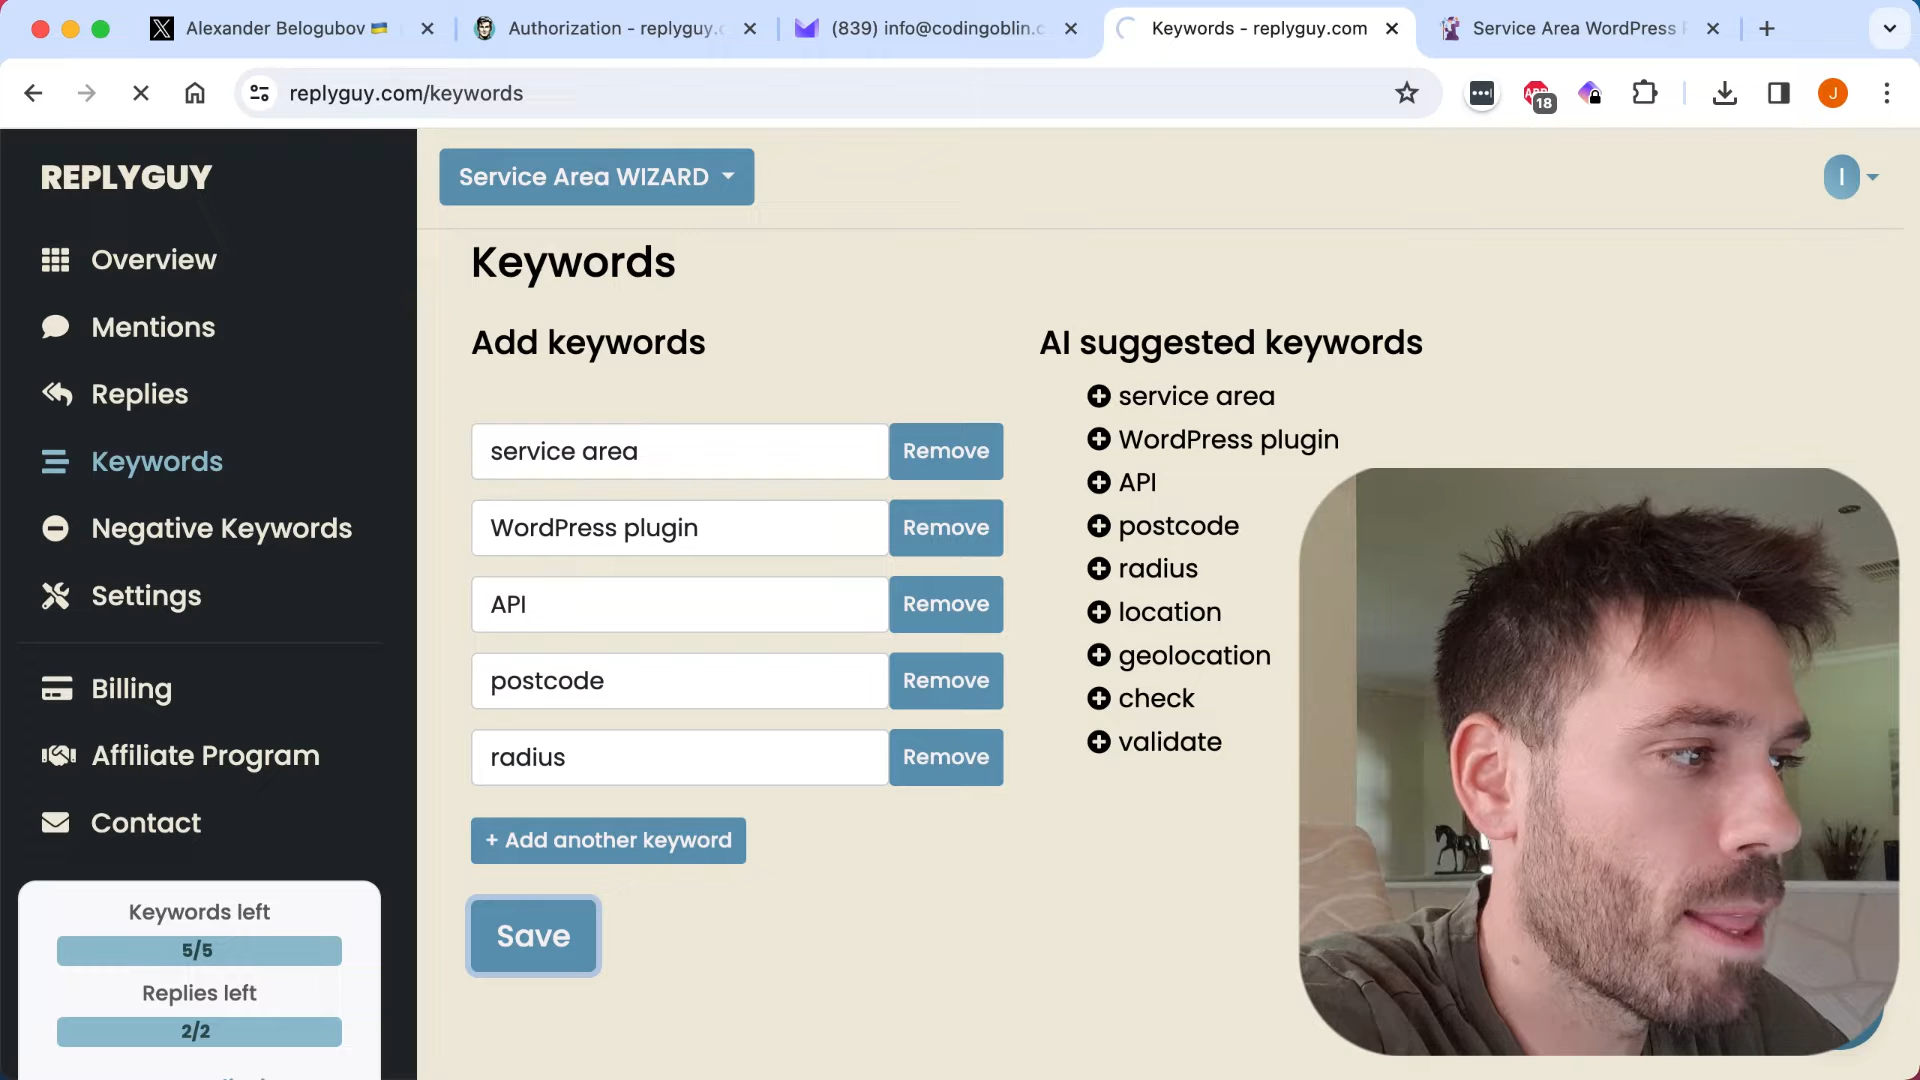 Alexander Belogubov
Authorization - replyguy.c
(839) info@codingoblin.c
Keywords - replyguy.com
Service Area WordPress
replyguy.com/keywords
ABP
18
J
REPLYGUY
Service Area WIZARD
I
Overview
Mentions
Replies
Keywords
Negative Keywords
Settings
Billing
Affiliate Program
Contact
Keywords left
5/5
Replies left
2/2
Keywords
Add keywords
service area
Remove
WordPress plugin
Remove
API
Remove
postcode
Remove
radius
Remove
+ Add another keyword
Save
AI suggested keywords
service area
WordPress plugin
API
postcode
radius
location
geolocation
check
validate